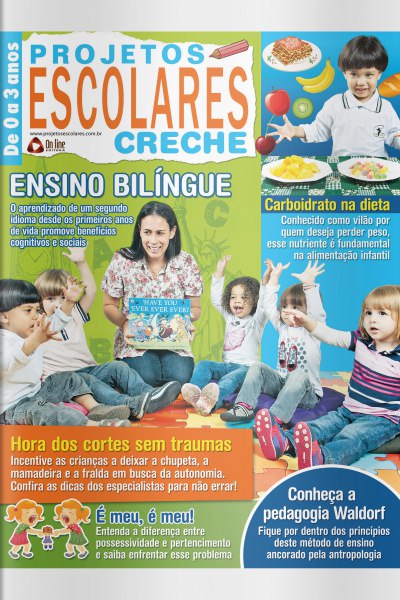 De 0 a 3 anos
PROJETOS
ESCOLARES
CRECHE
www.projetosescolares.com.br
On line
EDITORA
ENSINO BILÍNGUE
O aprendizado de um segundo
idioma desde os primeiros anos
de vida promove benefícios
cognitivos e sociais
Carboidrato na dieta
Conhecido como vilão por
quem deseja perder peso,
esse nutriente é fundamental
na alimentação infantil
HAVE YOU
EVER EVER EVER?
Hora dos cortes sem traumas
Incentive as crianças a deixar a chupeta, a
mamadeira e a fralda em busca da autonomia.
Confira as dicas dos especialistas para não errar!
É meu, é meu!
Entenda a diferença entre
possessividade e pertencimento
e saiba enfrentar esse problema
Conheça a
pedagogia Waldorf
Fique por dentro dos princípios
deste método de ensino
ancorado pela antropologia